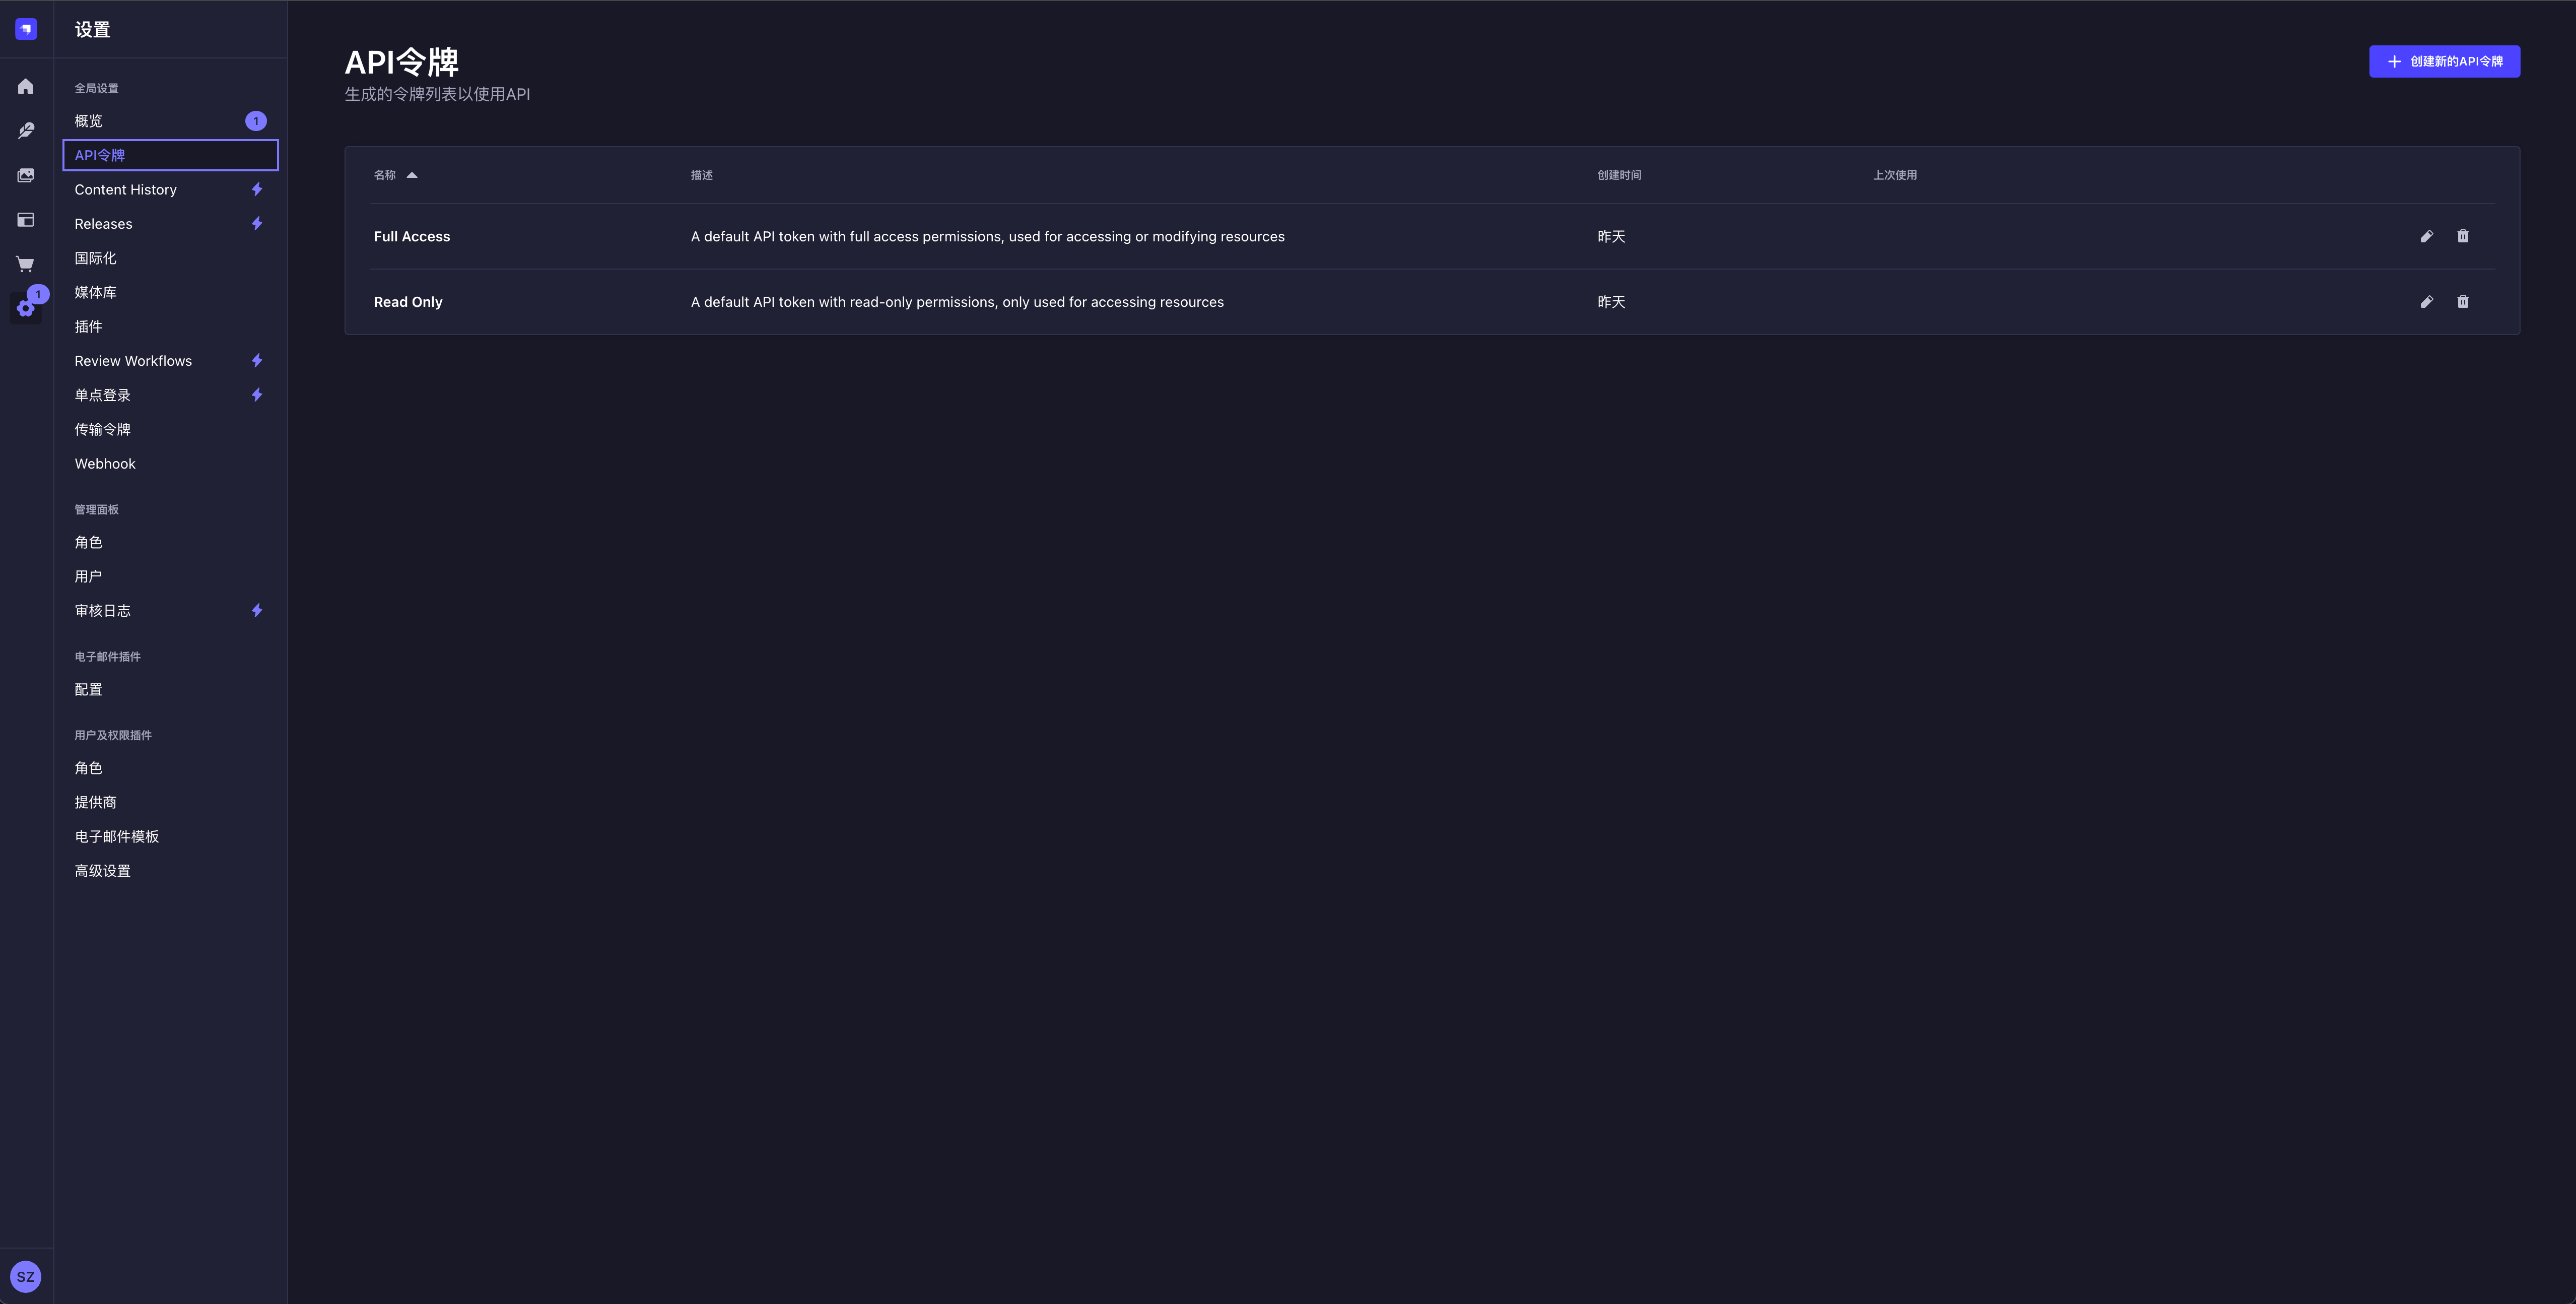 设置
全局设置
概览 1
API令牌
Content History
Releases
国际化
媒体库
插件
Review Workflows
单点登录
传输令牌
Webhook
管理面板
角色
用户
审核日志
电子邮件插件
配置
用户及权限插件
角色
提供商
电子邮件模板
高级设置
1
SZ
API令牌
生成的令牌列表以使用API
创建新的API令牌
名称 描述 创建时间 上次使用
Full Access A default API token with full access permissions, used for accessing or modifying resources 昨天
Read Only A default API token with read-only permissions, only used for accessing resources 昨天